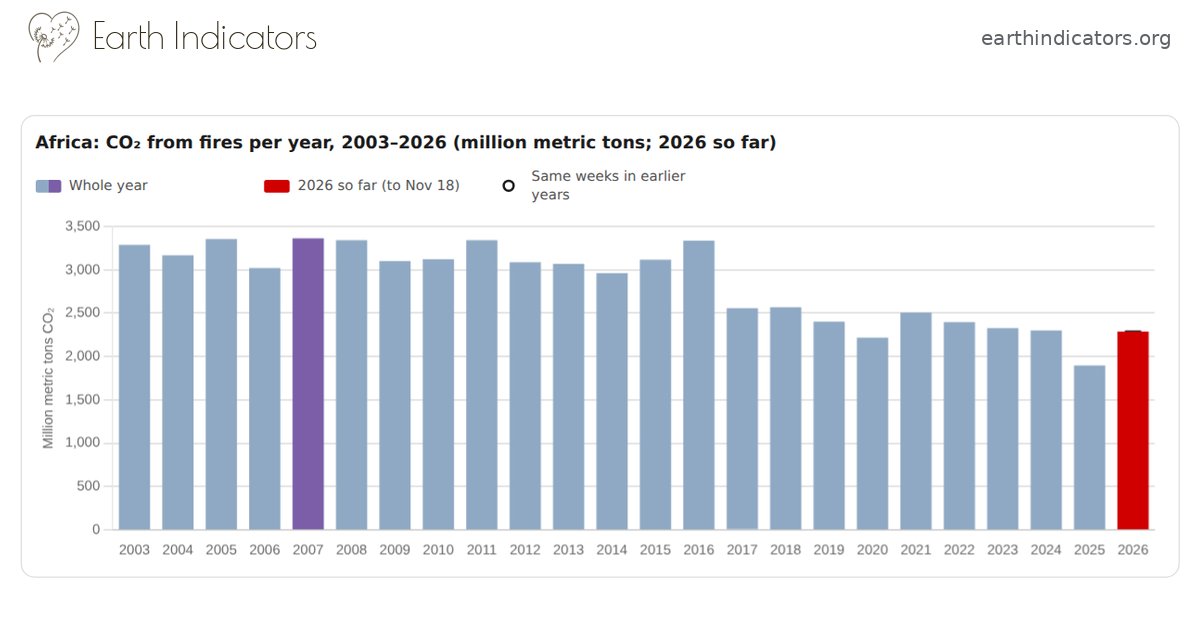 Earth Indicators
earthindicators.org
Africa: CO₂ from fires per year, 2003–2026 (million metric tons; 2026 so far)
Whole year
2026 so far (to Nov 18)
Same weeks in earlier
years
Million metric tons CO₂
3,500
3,000
2,500
2,000
1,500
1,000
500
0
2003 2004 2005 2006 2007 2008 2009 2010 2011 2012 2013 2014 2015 2016 2017 2018 2019 2020 2021 2022 2023 2024 2025 2026